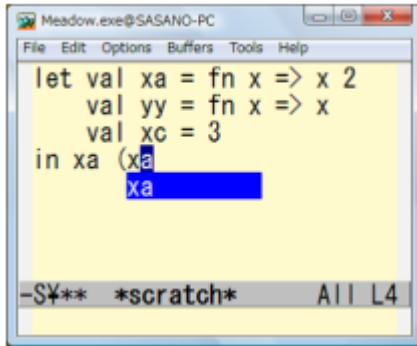 Meadow.exe@SASANO-PC
File Edit Options Buffers Tools Help
let val xa = fn x => x 2
val yy = fn x => x
val xc = 3
in xa (xa
xa
-S¥** *scratch* All L4